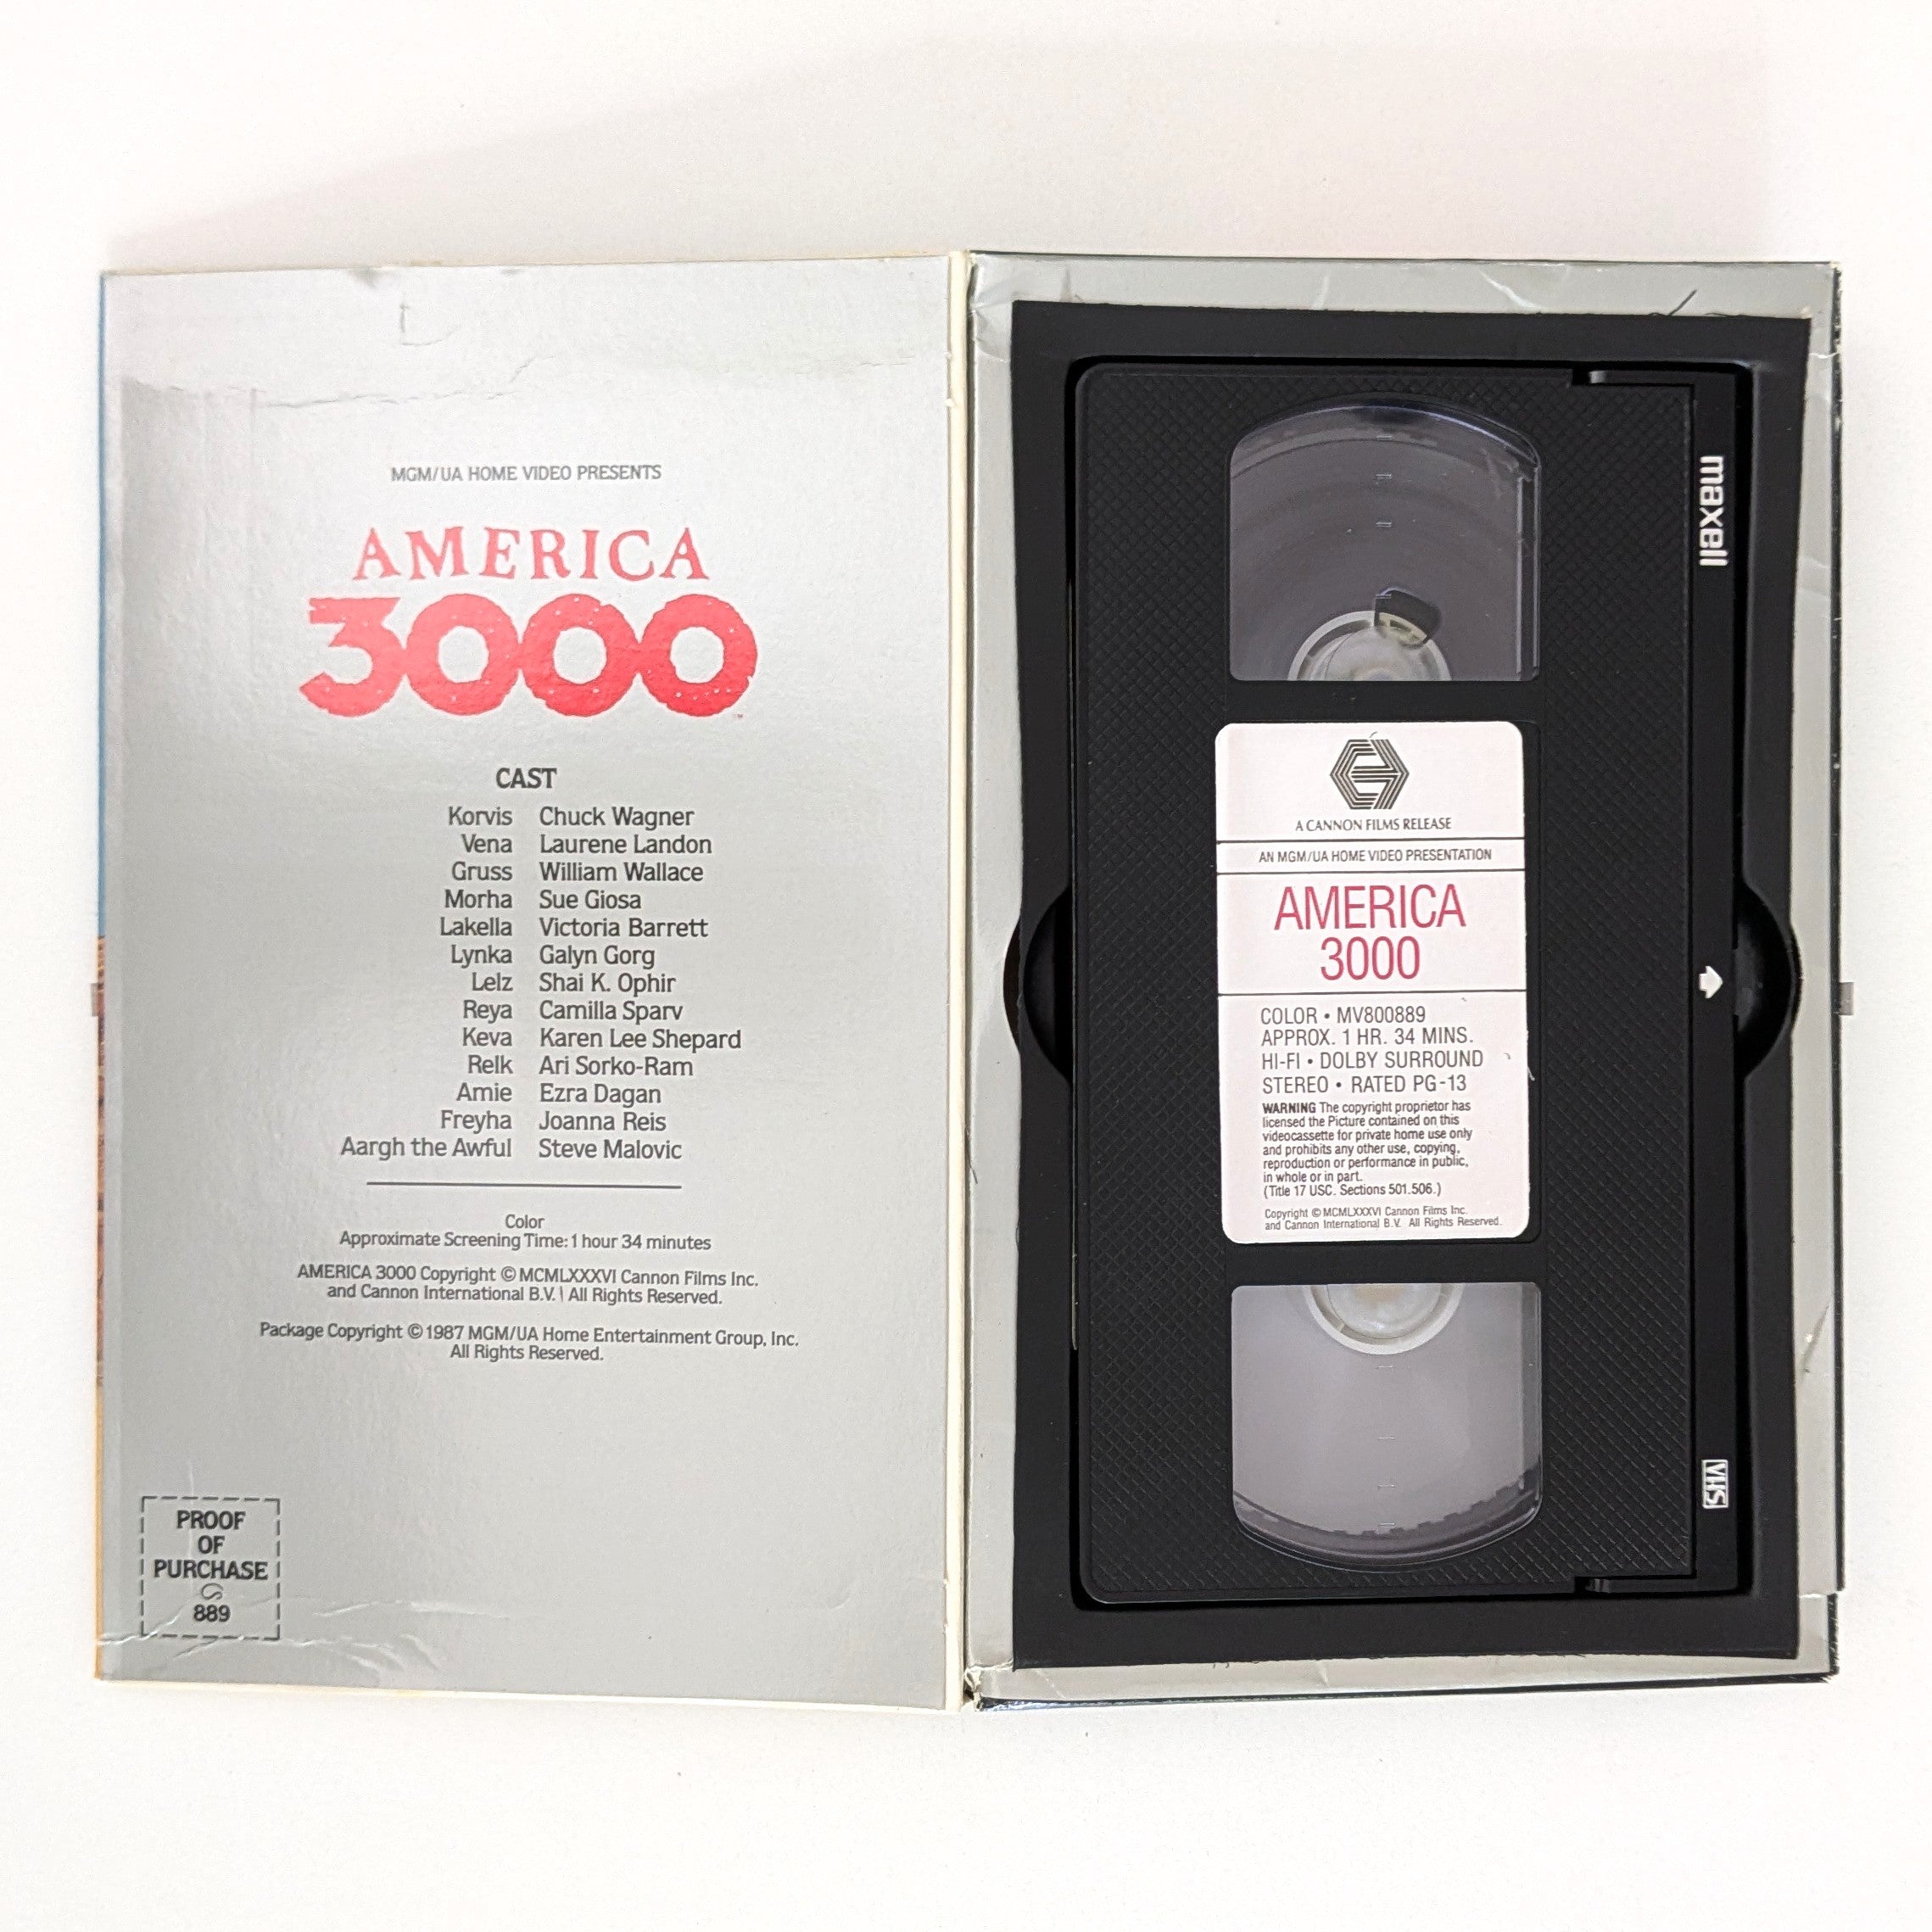 MGM/UA HOME VIDEO PRESENTS
AMERICA
3000
CAST
Korvis Chuck Wagner
Vena Laurene Landon
Gruss William Wallace
Morha Sue Giosa
Lakella Victoria Barrett
Lynka Galyn Gorg
Lelz Shai K. Ophir
Reya Camilla Sparv
Keva Karen Lee Shepard
Relk Ari Sorko-Ram
Amie Ezra Dagan
Freyha Joanna Reis
Aargh the Awful Steve Malovic
Color
Approximate Screening Time: 1 hour 34 minutes
AMERICA 3000 Copyright © MCMLXXXVI Cannon Films Inc.
and Cannon International B.V. | All Rights Reserved.
Package Copyright © 1987 MGM/UA Home Entertainment Group, Inc.
All Rights Reserved.
PROOF
OF
PURCHASE
889
A CANNON FILMS RELEASE
AN MGM/UA HOME VIDEO PRESENTATION
AMERICA
3000
COLOR • MV800889
APPROX. 1 HR. 34 MINS.
HI-FI • DOLBY SURROUND
STEREO • RATED PG-13
WARNING The copyright proprietor has
licensed the Picture contained on this
videocassette for private home use only
and prohibits any other use, copying,
reproduction or performance in public,
in whole or in part.
(Title 17 USC. Sections 501.506.)
Copyright © MCMLXXXVI Cannon Films Inc.
and Cannon International B.V. All Rights Reserved.
maxell
VHS